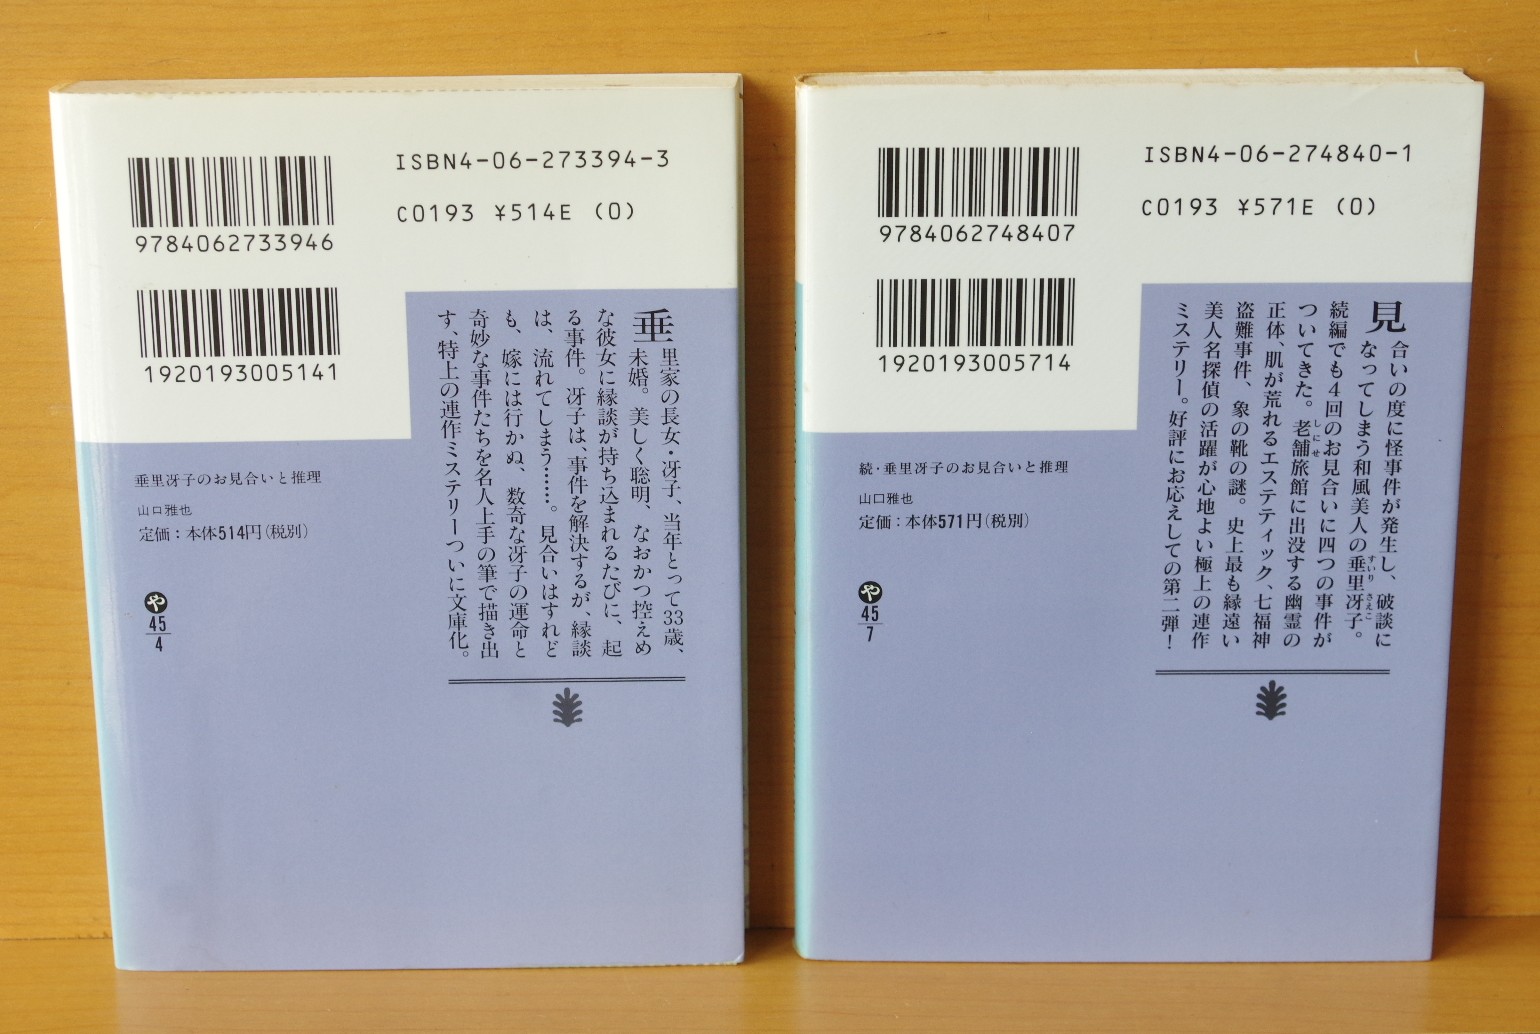 ISBN4-06-273394-3
C0193 ¥514E (0)
9784062733946
1920193005141
垂里家の長女・冴子、当年とって33歳、
未婚。美しく聡明、なおかつ控えめ
な彼女に縁談が持ち込まれるたびに、起
る事件。冴子は、事件を解決するが、縁談
は、流れてしまう……。見合いはすれど
も、嫁には行かぬ、数奇な冴子の運命と
奇妙な事件たちを名人上手の筆で描き出
す、特上の連作ミステリーついに文庫化。
垂里冴子のお見合いと推理
山口雅也
定価：本体514円（税別）
や
45
4
ISBN4-06-274840-1
C0193 ¥571E (0)
9784062748407
1920193005714
見合いの度に怪事件が発生し、破談に
なってしまう和風美人の垂里冴子。
すいり さえこ
続編でも4回のお見合いに四つの事件が
ついてきた。老舗旅館に出没する幽霊の
しにせ
正体、肌が荒れるエスティック、七福神
盗難事件、象の靴の謎。史上最も縁遠い
美人名探偵の活躍が心地よい極上の連作
ミステリー。好評にお応えしての第二弾！
続・垂里冴子のお見合いと推理
山口雅也
定価：本体571円（税別）
や
45
7